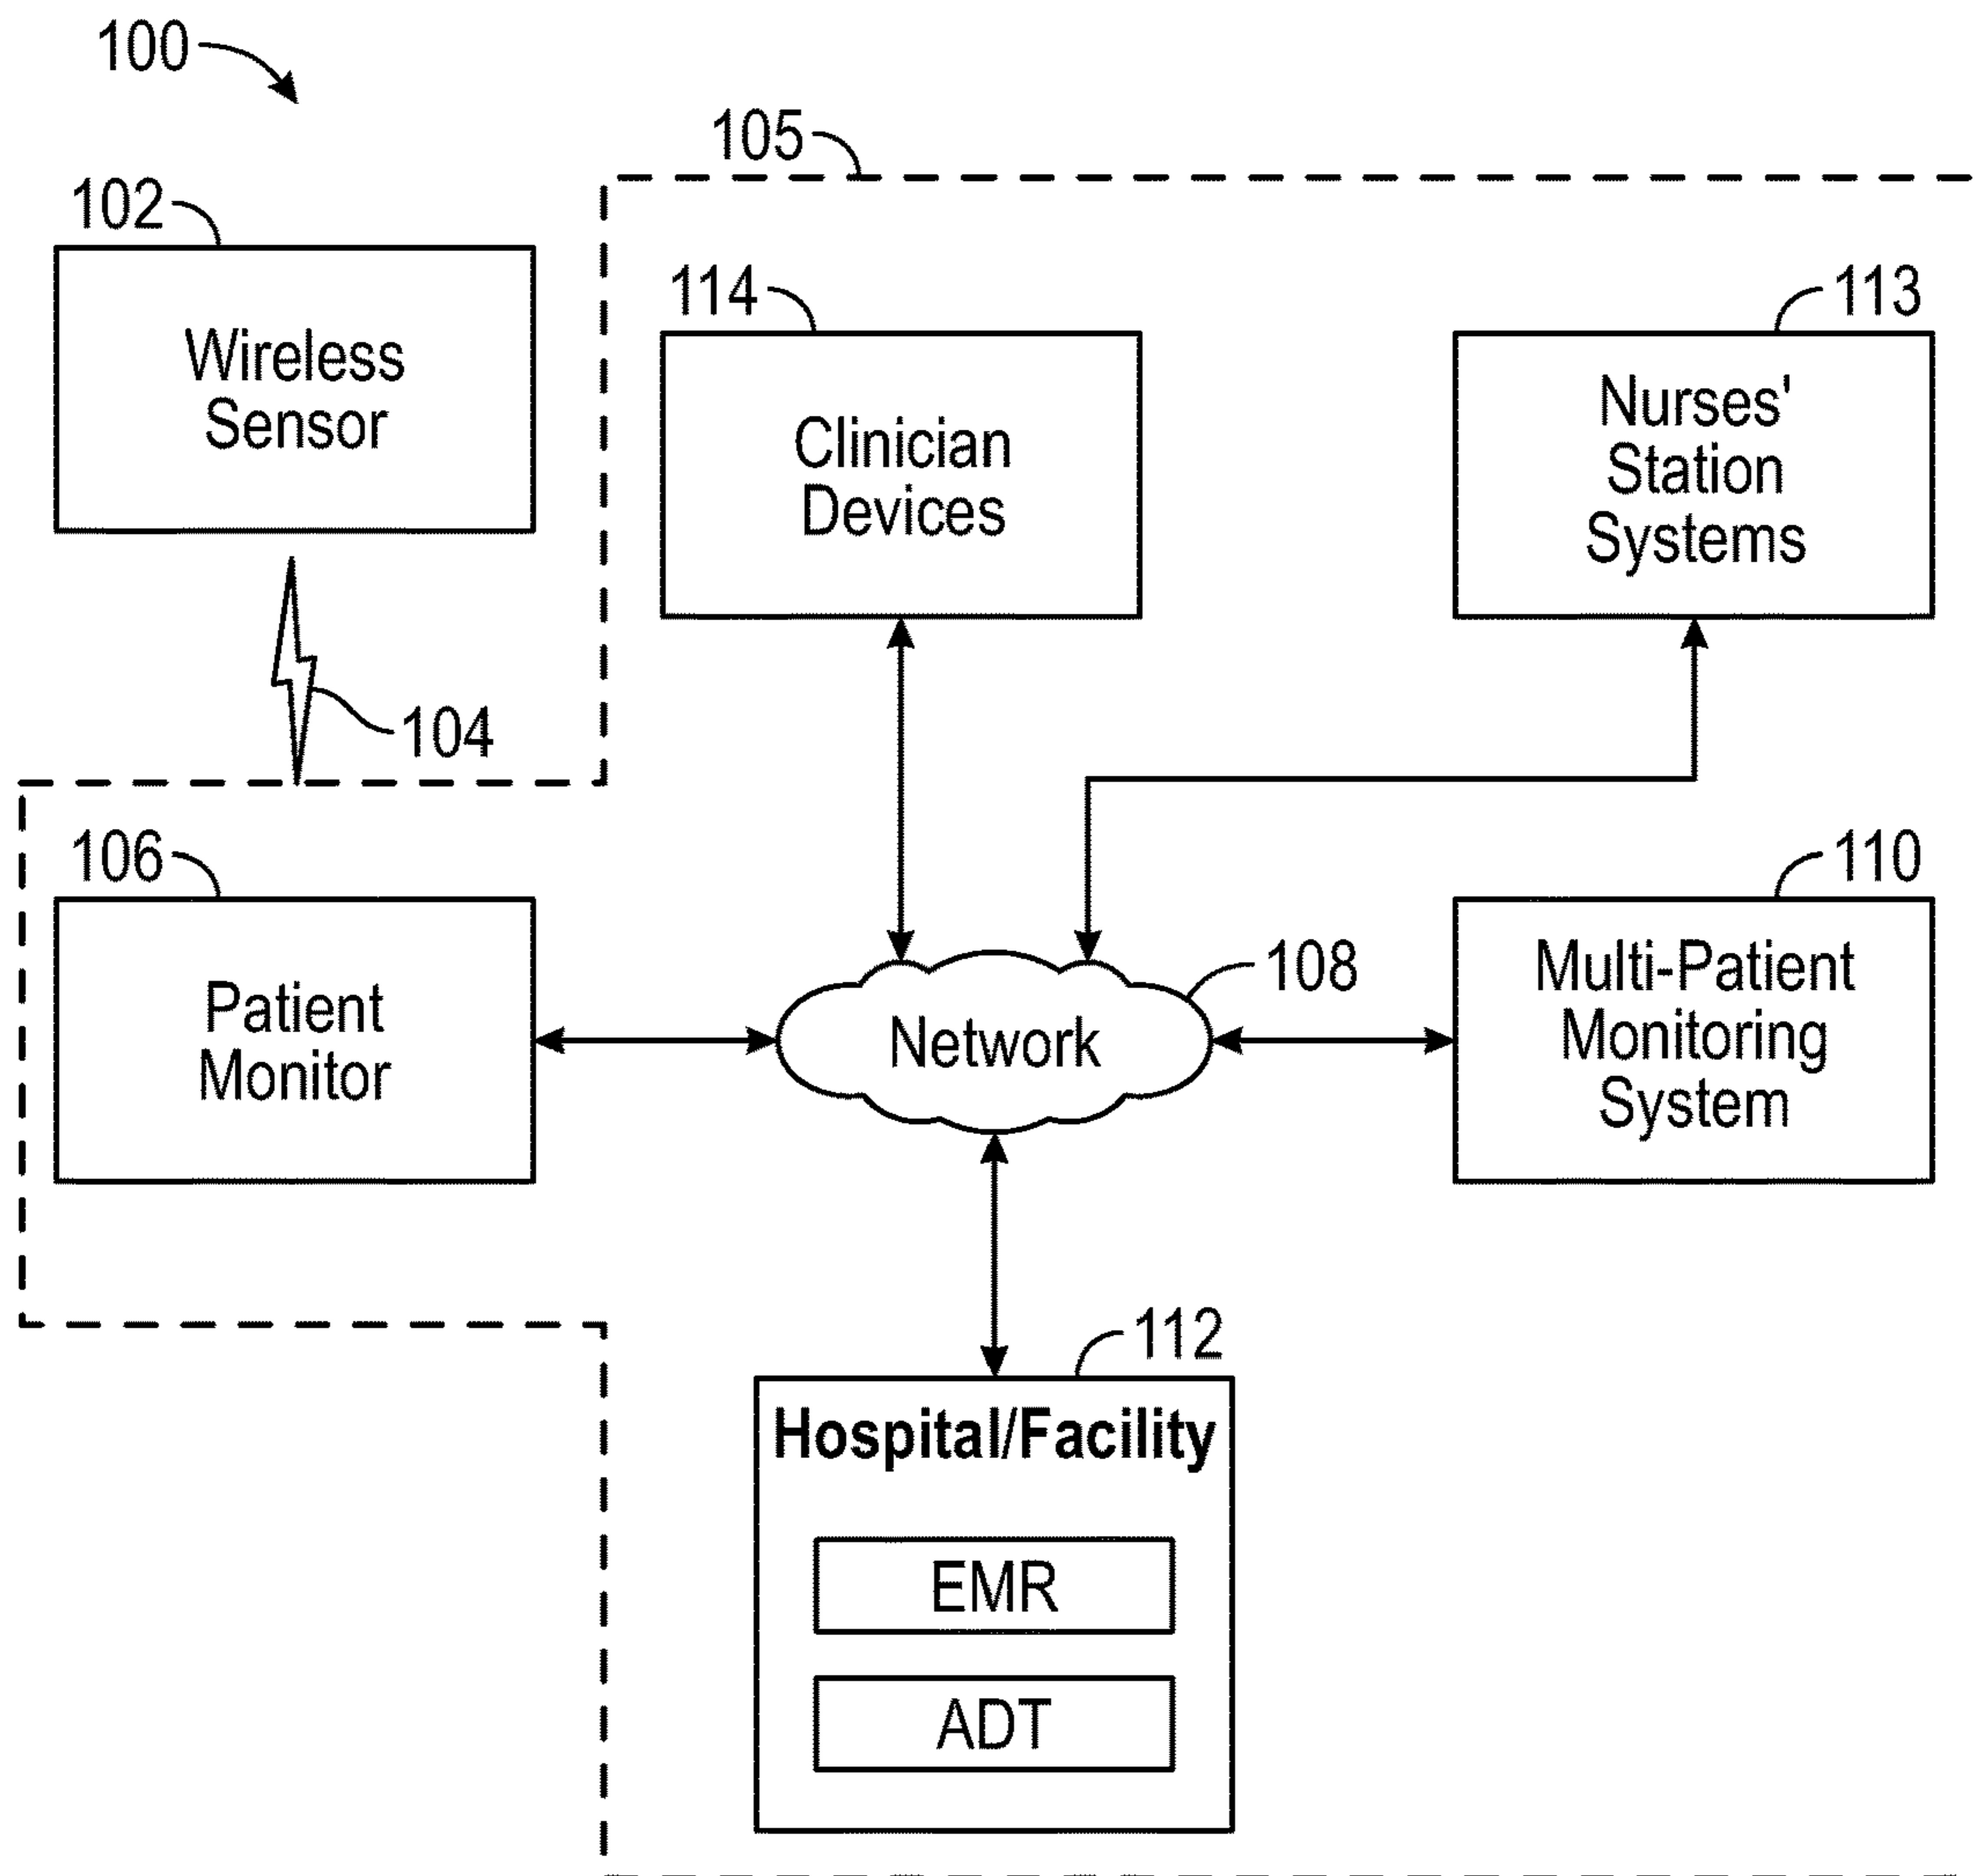 100
105
102
Wireless
Sensor
114
Clinician
Devices
113
Nurses'
Station
Systems
104
106
Patient
Monitor
108
Network
110
Multi-Patient
Monitoring
System
112
Hospital/Facility
EMR
ADT